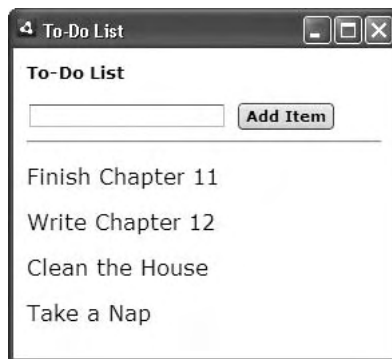 To-Do List
To-Do List
Add Item
Finish Chapter 11
Write Chapter 12
Clean the House
Take a Nap